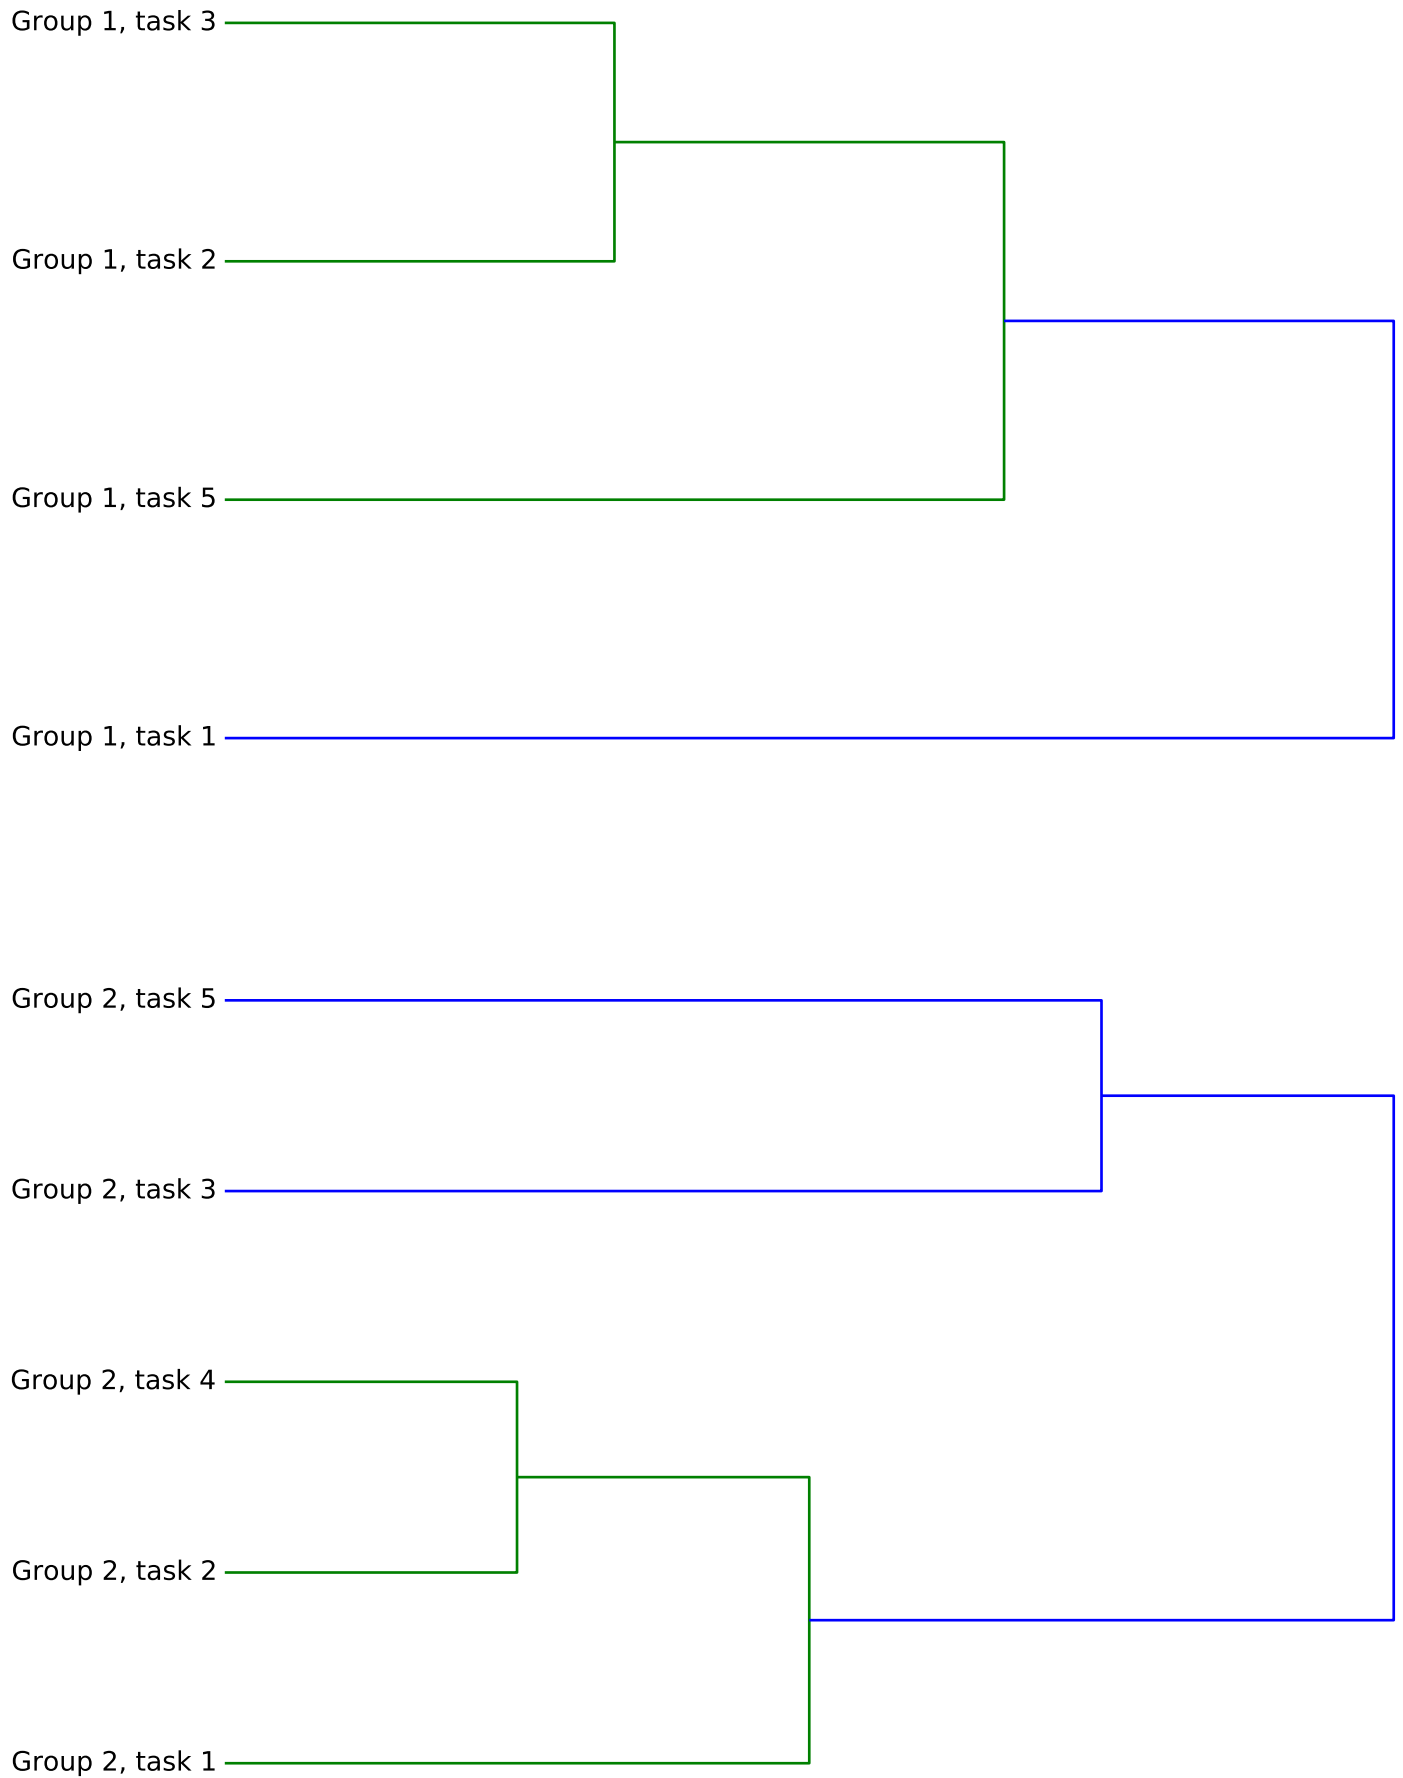 Group 1, task 3
Group 1, task 2
Group 1, task 5
Group 1, task 1
Group 2, task 5
Group 2, task 3
Group 2, task 4
Group 2, task 2
Group 2, task 1